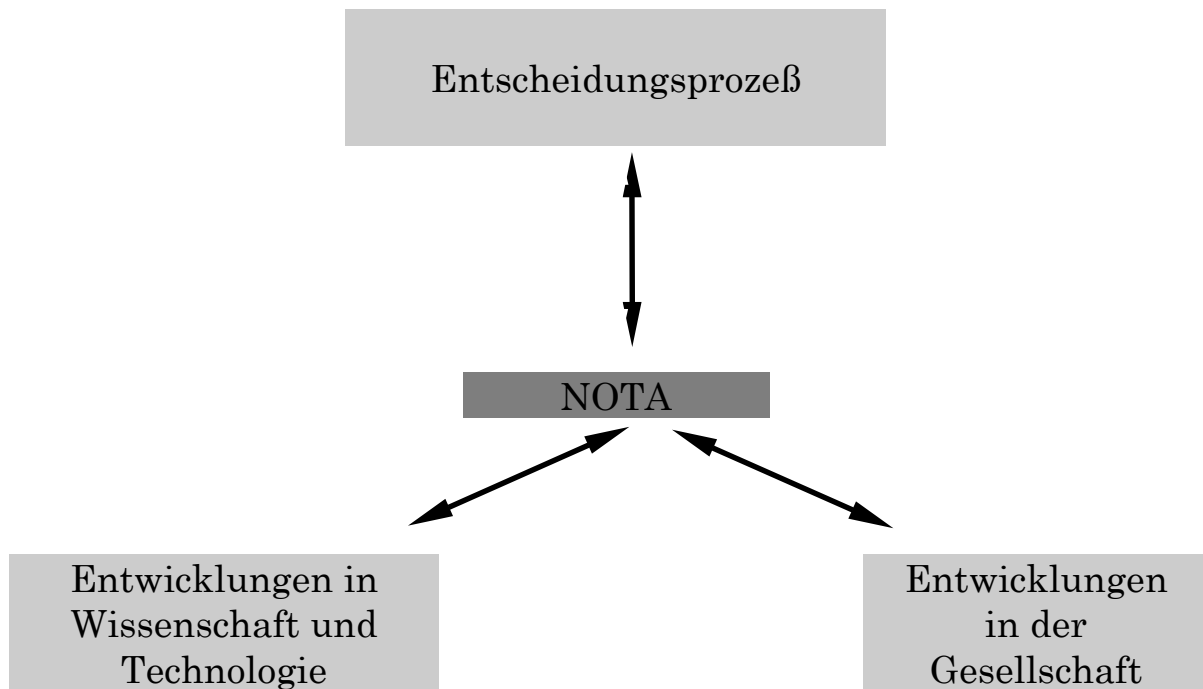 Entscheidungsprozeß
NOTA
Entwicklungen in
Wissenschaft und
Technologie
Entwicklungen
in der
Gesellschaft